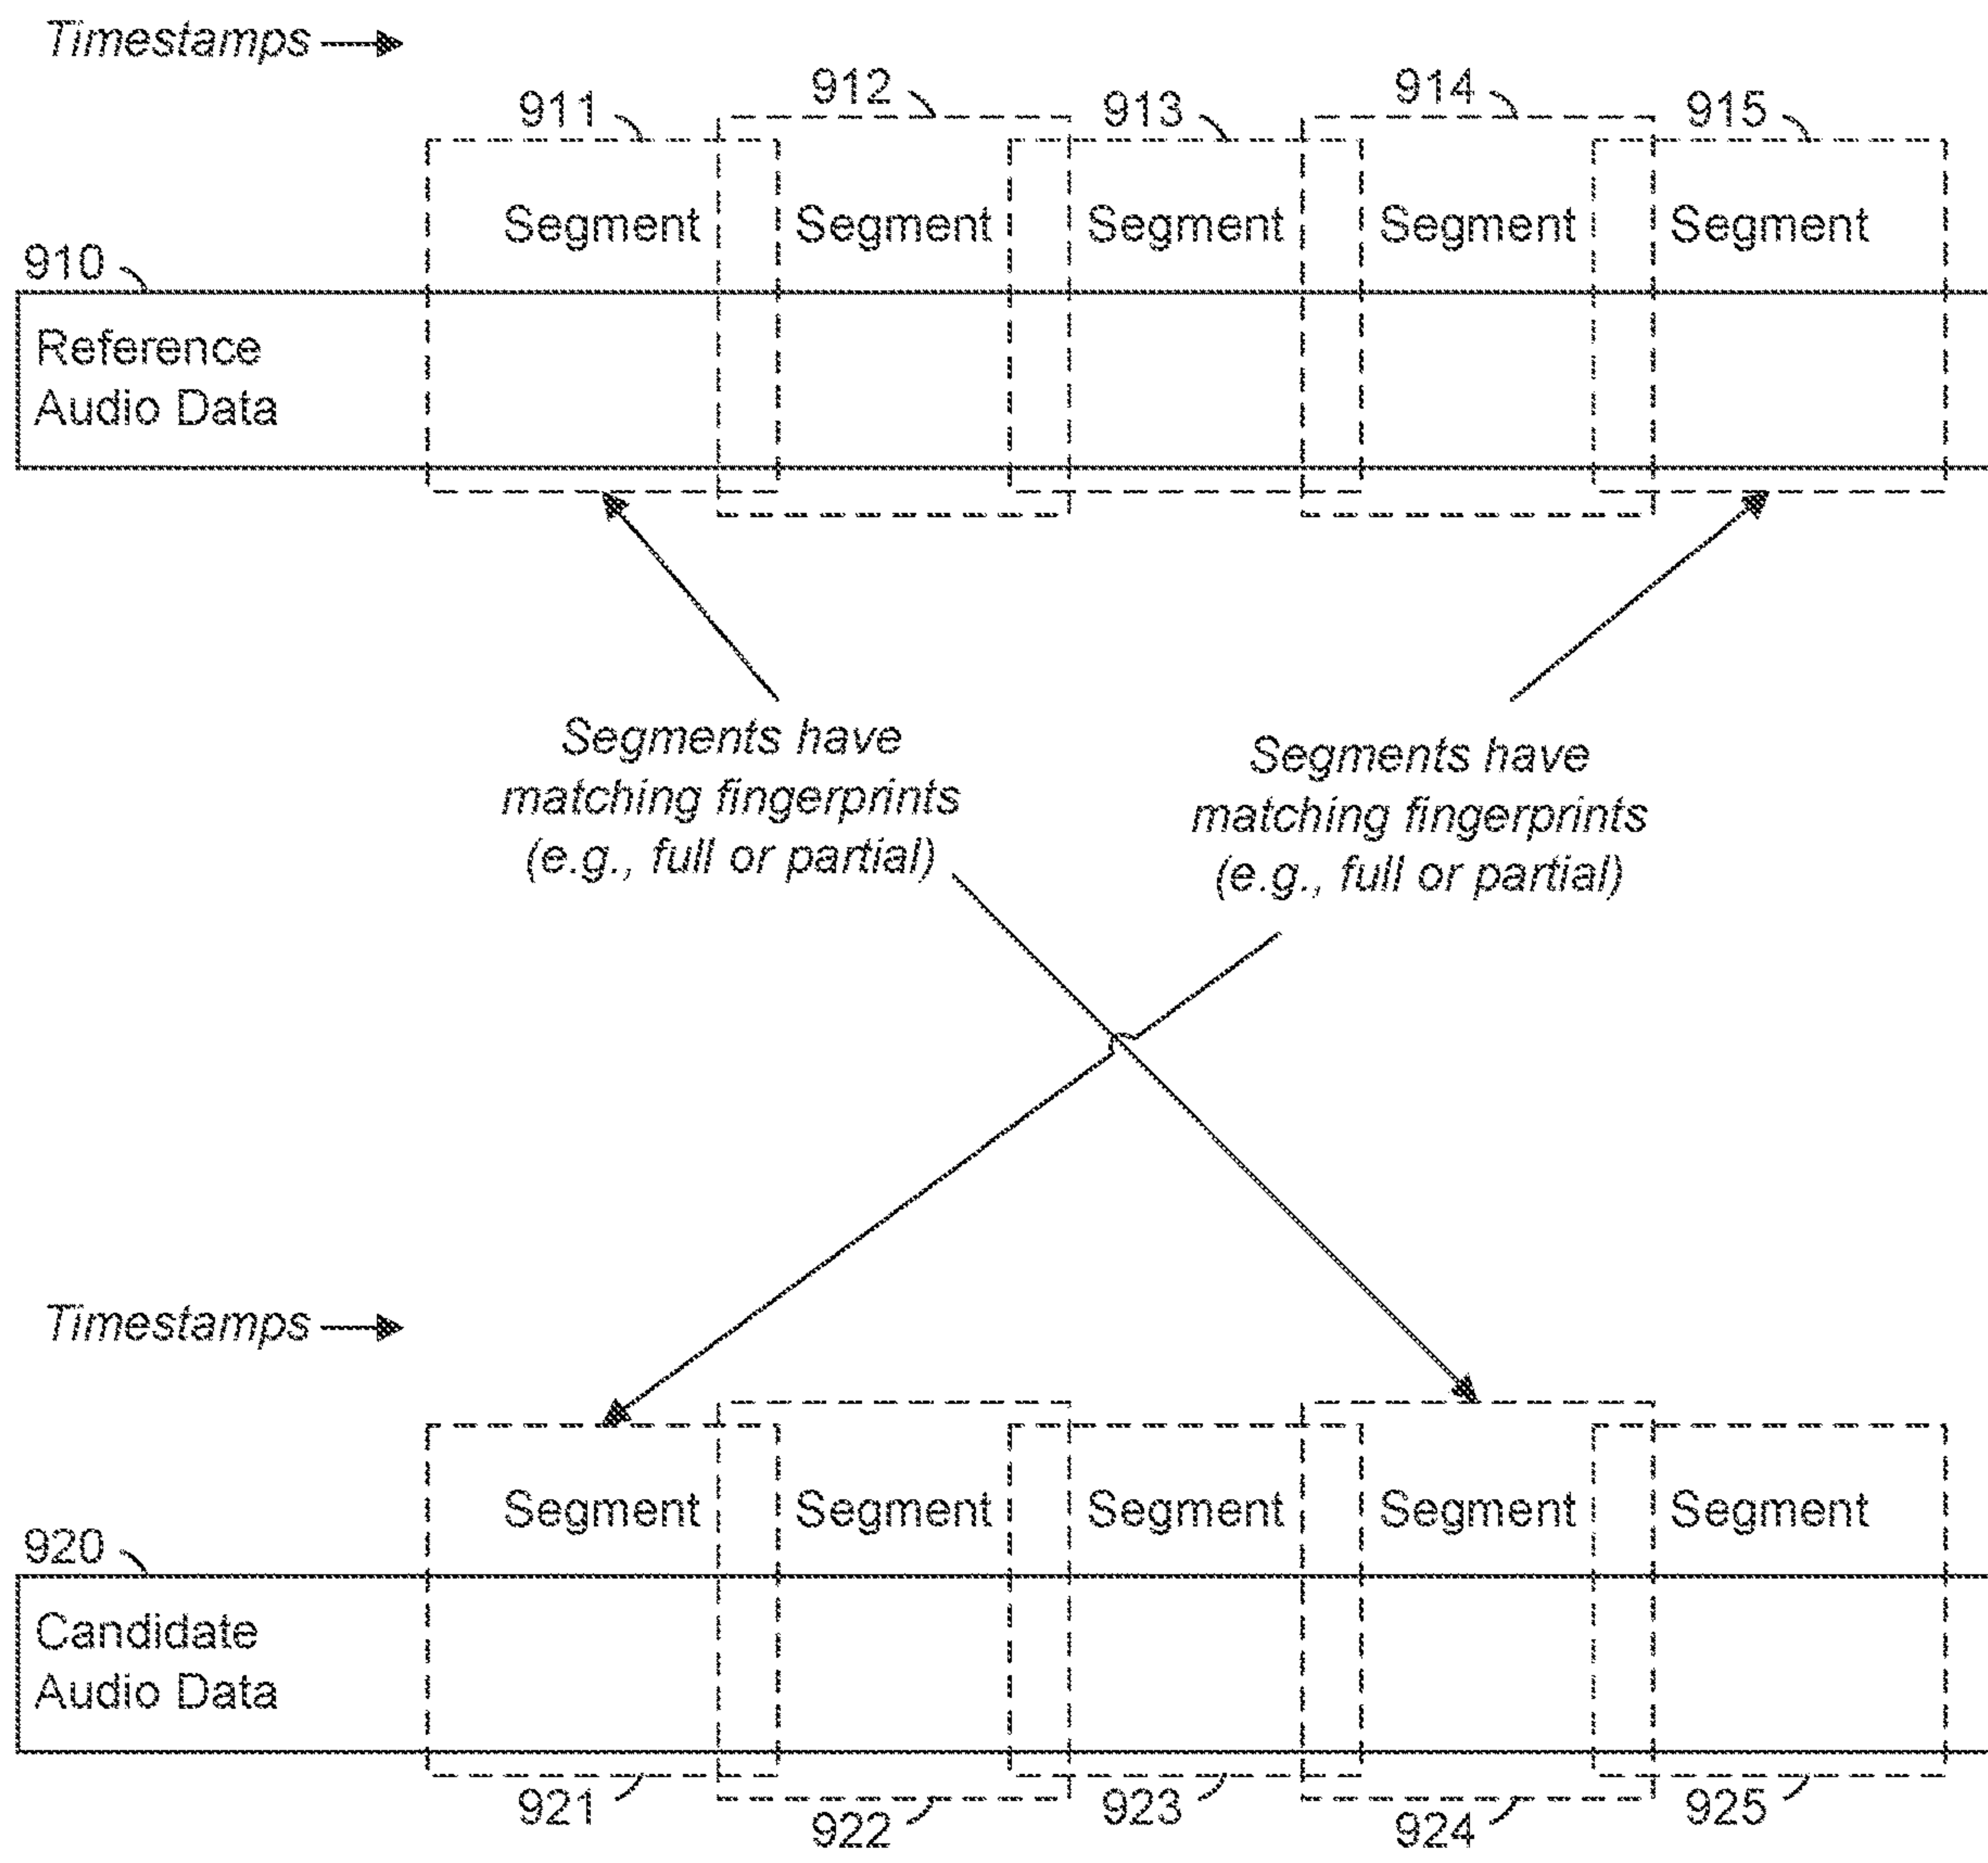 Timestamps
911
912
913
914
915
Segment
Segment
Segment
Segment
Segment
910
Reference
Audio Data
Segments have
matching fingerprints
(e.g., full or partial)
Segments have
matching fingerprints
(e.g., full or partial)
Timestamps
Segment
Segment
Segment
Segment
Segment
920
Candidate
Audio Data
921
922
923
924
925